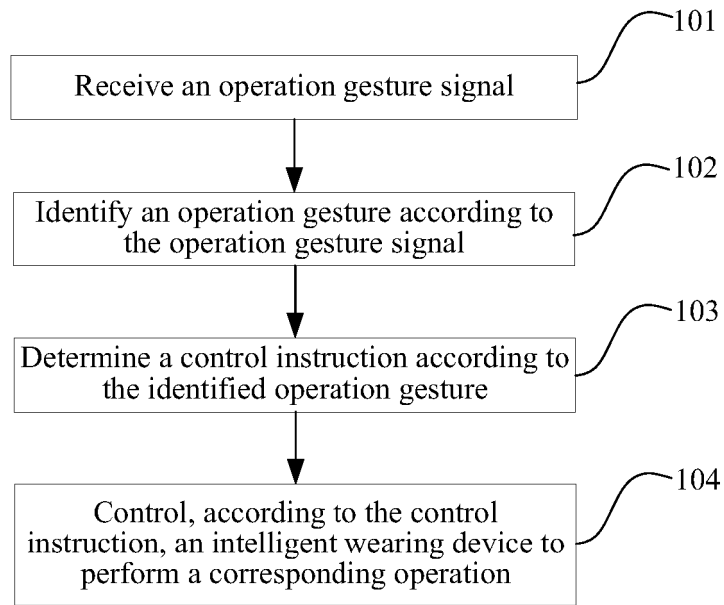 101
Receive an operation gesture signal
102
Identify an operation gesture according to
the operation gesture signal
103
Determine a control instruction according to
the identified operation gesture
104
Control, according to the control
instruction, an intelligent wearing device to
perform a corresponding operation